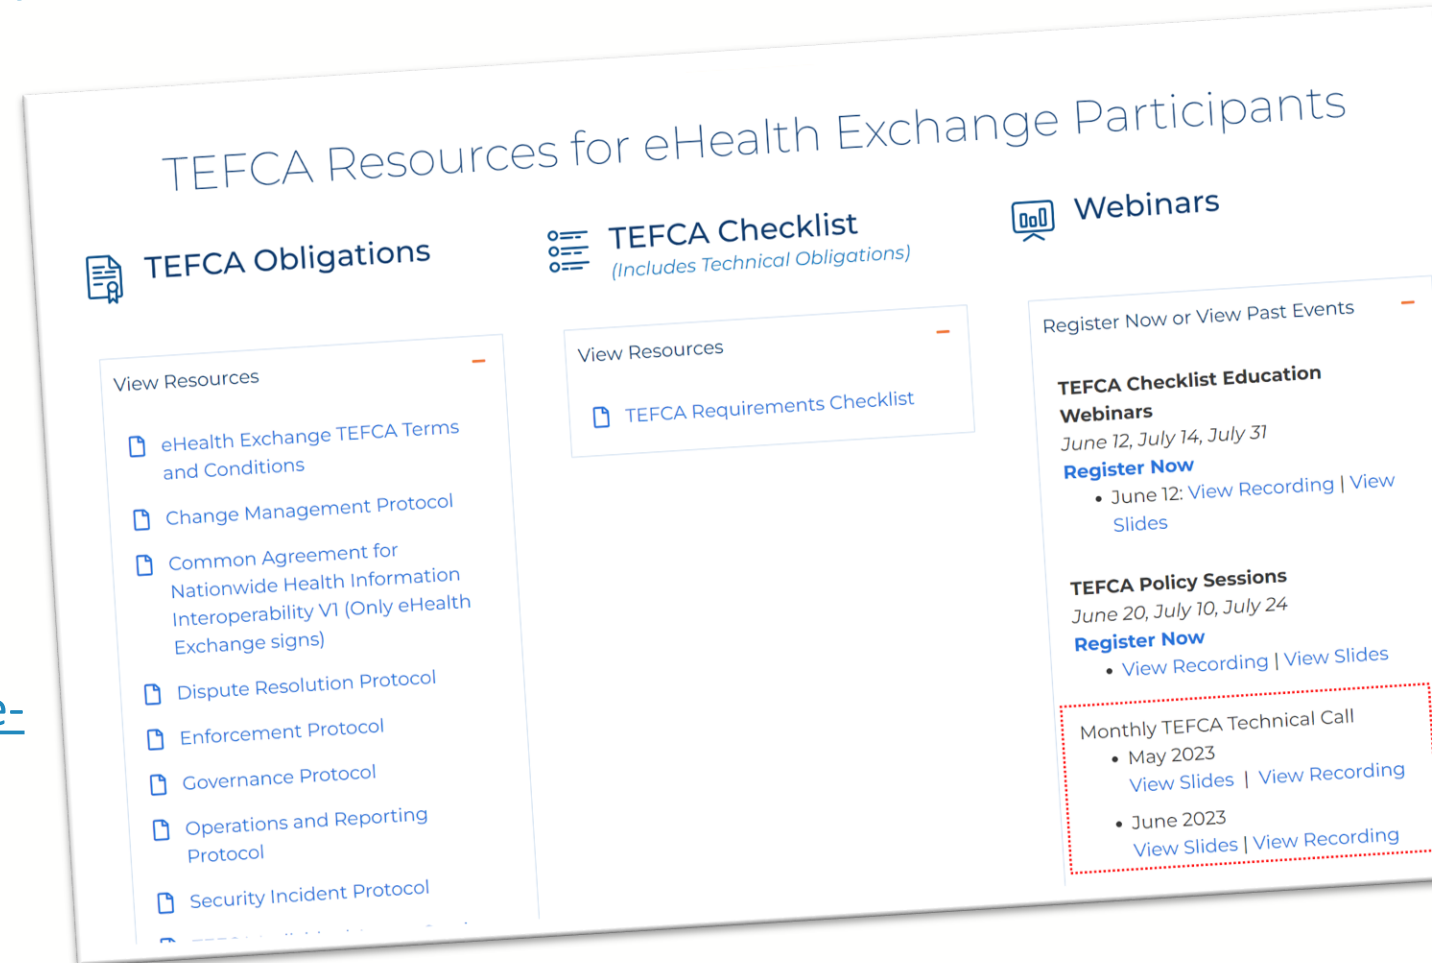 TEFCA Resources for eHealth Exchange Participants
TEFCA Obligations
View Resources
eHealth Exchange TEFCA Terms
and Conditions
Change Management Protocol
Common Agreement for
Nationwide Health Information
Interoperability V1 (Only eHealth
Exchange signs)
Dispute Resolution Protocol
Enforcement Protocol
Governance Protocol
Operations and Reporting
Protocol
Security Incident Protocol
TEFCA Checklist
(Includes Technical Obligations)
View Resources
TEFCA Requirements Checklist
Webinars
Register Now or View Past Events
TEFCA Checklist Education
Webinars
June 12, July 14, July 31
Register Now
• June 12: View Recording | View
Slides
TEFCA Policy Sessions
June 20, July 10, July 24
Register Now
• View Recording | View Slides
Monthly TEFCA Technical Call
• May 2023
View Slides | View Recording
• June 2023
View Slides | View Recording
e-